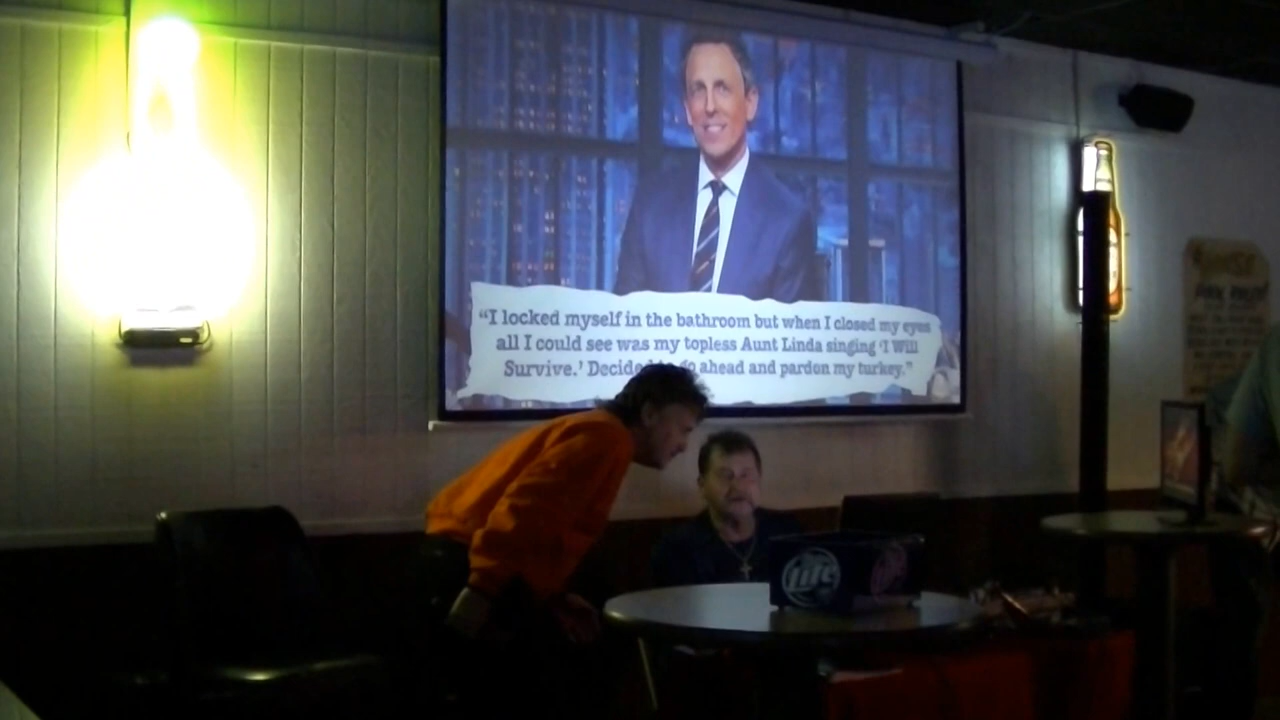 “I locked myself in the bathroom but when I closed my eyes
all I could see was my topless Aunt Linda singing ‘I Will
Survive.’ Decided to go ahead and pardon my turkey.”
Lite